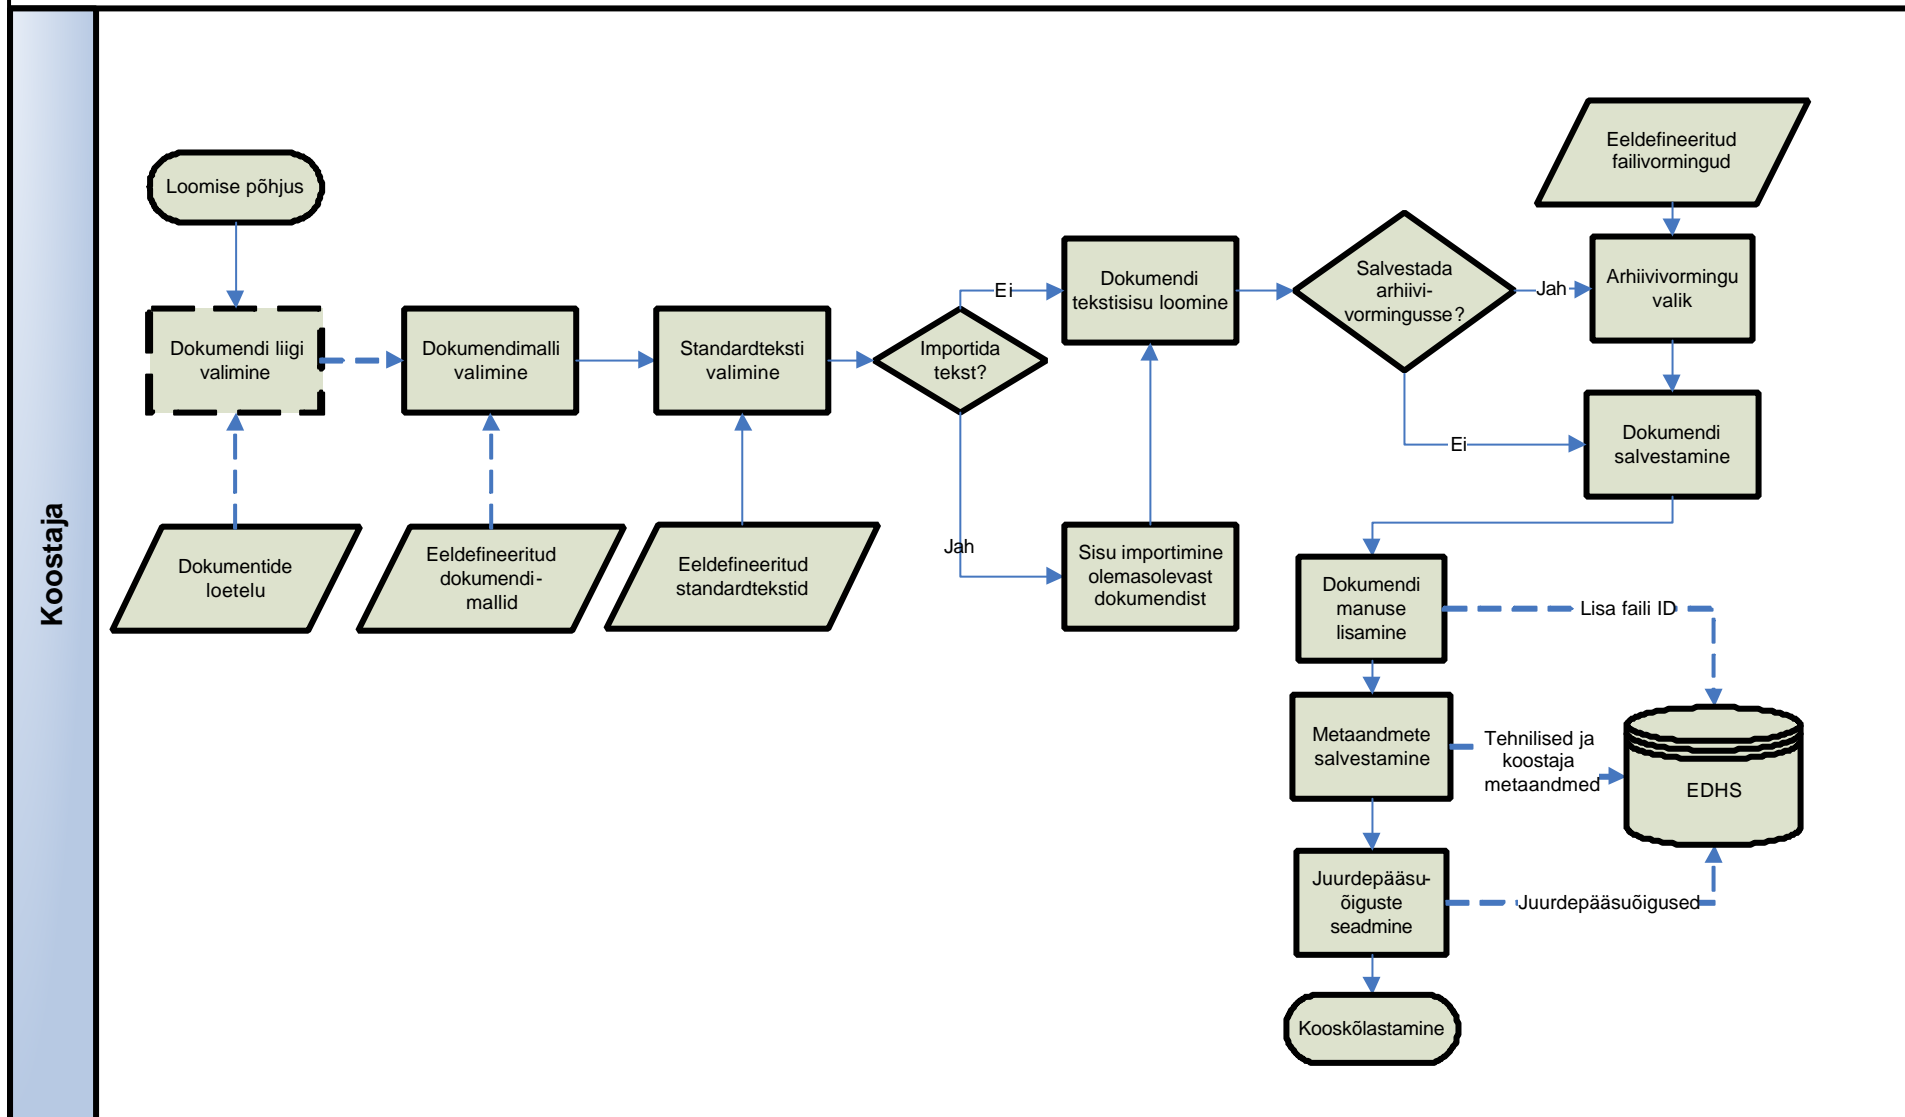 Koostaja
Loomise põhjus
Dokumendi liigi
valimine
Dokumentide
loetelu
Dokumendimalli
valimine
Eeldefineeritud
dokumendi-
mallid
Standardteksti
valimine
Eeldefineeritud
standardtekstid
Importida
tekst?
Ei
Jah
Dokumendi
tekstisisu loomine
Sisu importimine
olemasolevast
dokumendist
Salvestada
arhiivi-
vormingusse?
Jah
Ei
Eeldefineeritud
failivormingud
Arhiivivormingu
valik
Dokumendi
salvestamine
Dokumendi
manuse
lisamine
Lisa faili ID
Metaandmete
salvestamine
Tehnilised ja
koostaja
metaandmed
EDHS
Juurdepääsu-
õiguste
seadmine
Juurdepääsuõigused
Kooskõlastamine